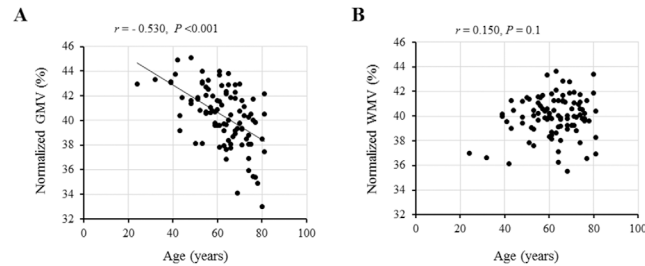 A
r = - 0.530, P <0.001
Normalized GMV (%)
46
44
42
40
38
36
34
32
0 20 40 60 80 100
Age (years)
B
r = 0.150, P = 0.1
Normalized WMV (%)
46
44
42
40
38
36
34
32
0 20 40 60 80 100
Age (years)